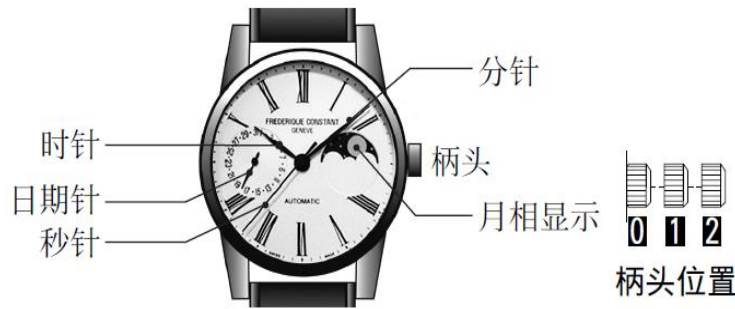 分针
FREDERIQUE CONSTANT
GENEVE
时针
柄头
日期针
AUTOMATIC
月相显示
秒针
0 1 2
柄头位置